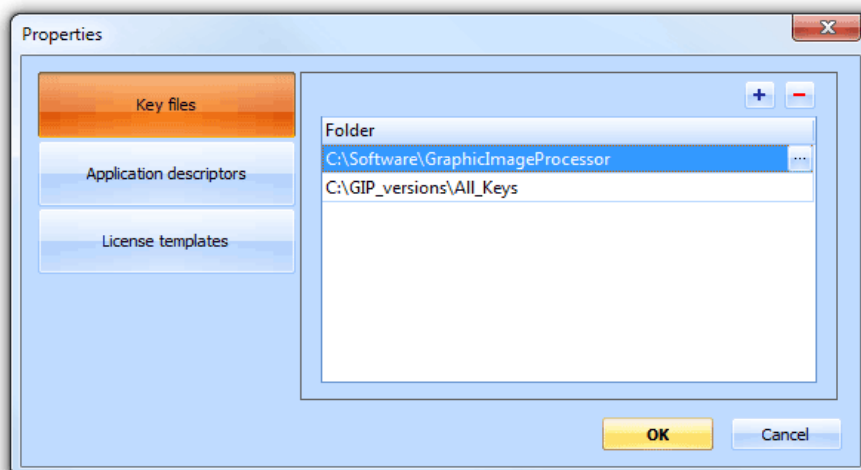 Properties
Key files
Application descriptors
License templates
Folder
C:\Software\GraphicImageProcessor
...
C:\GIP_versions\All_Keys
OK
Cancel